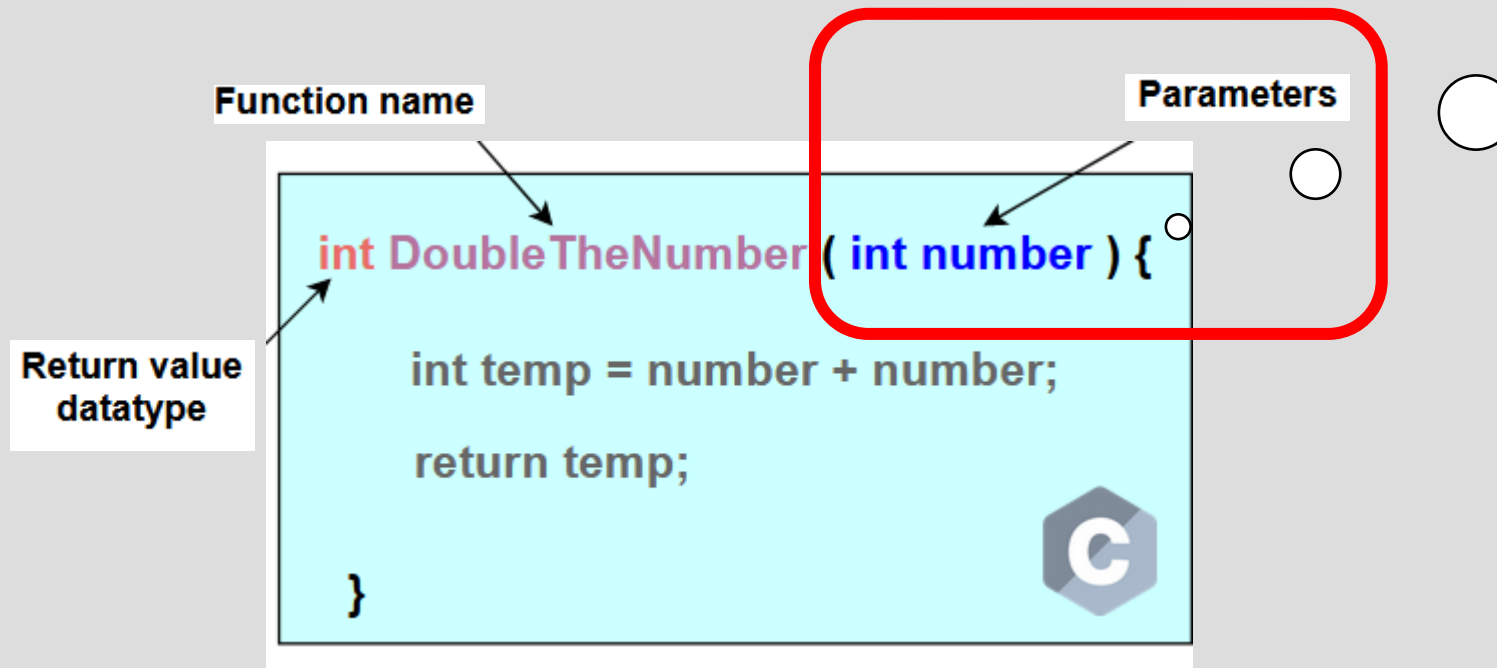 Function name
Parameters
int DoubleTheNumber ( int number ) {
Return value
datatype
int temp = number + number;
return temp;
C
}